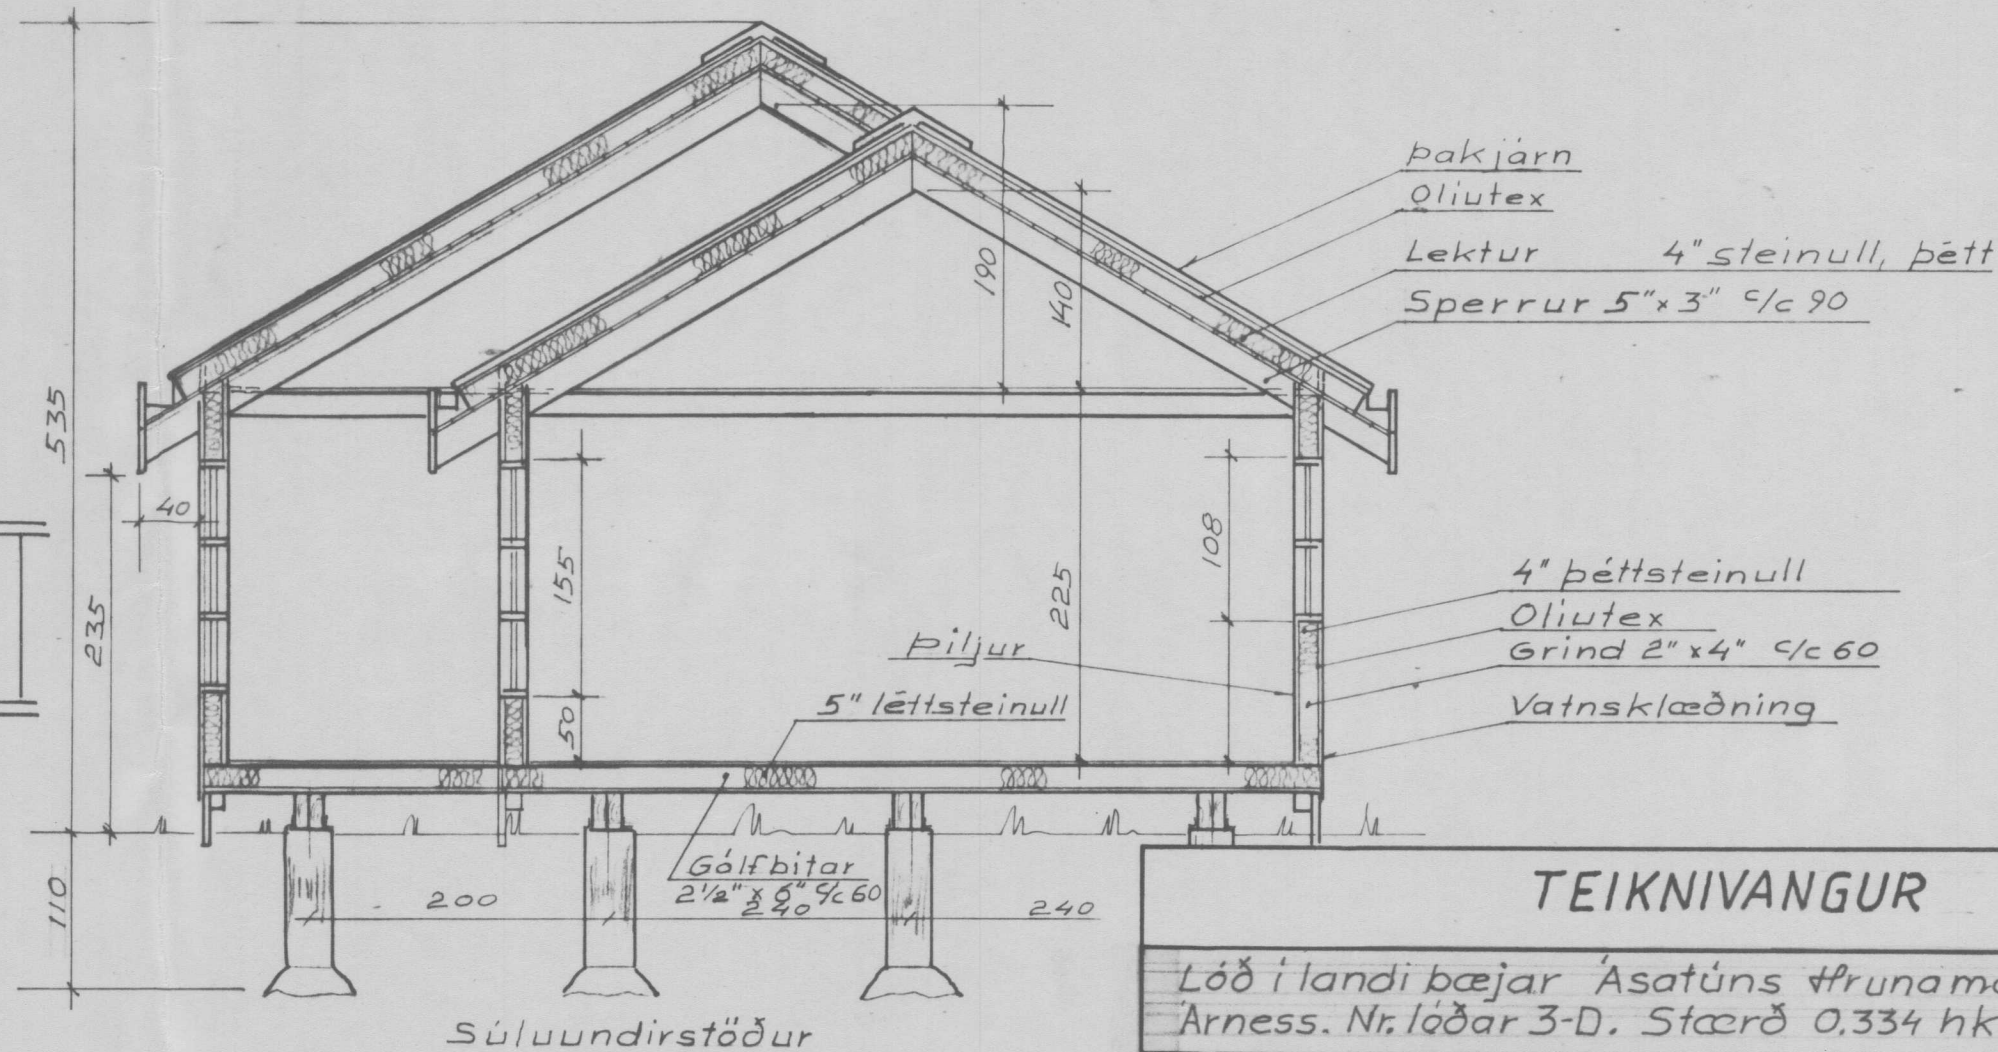 Þakjárn
Olíutex
Lektur 4" steinull, þétt
Sperrur 5"x3" c/c 90
190
140
535
235
40
155
50
225
108
4" þéttsteinull
Olíutex
Grind 2"x4" c/c 60
Vatnsklæðning
Þiljur
5" léttsteinull
Gólfbitar
2½" x 6" c/c 60
110
200
240
240
Súluundirstöður
TEIKNIVANGUR
Lóð í landi bæjar Ásatúns
Árness. Nr. lóðar 3-D. Stærð 0.334